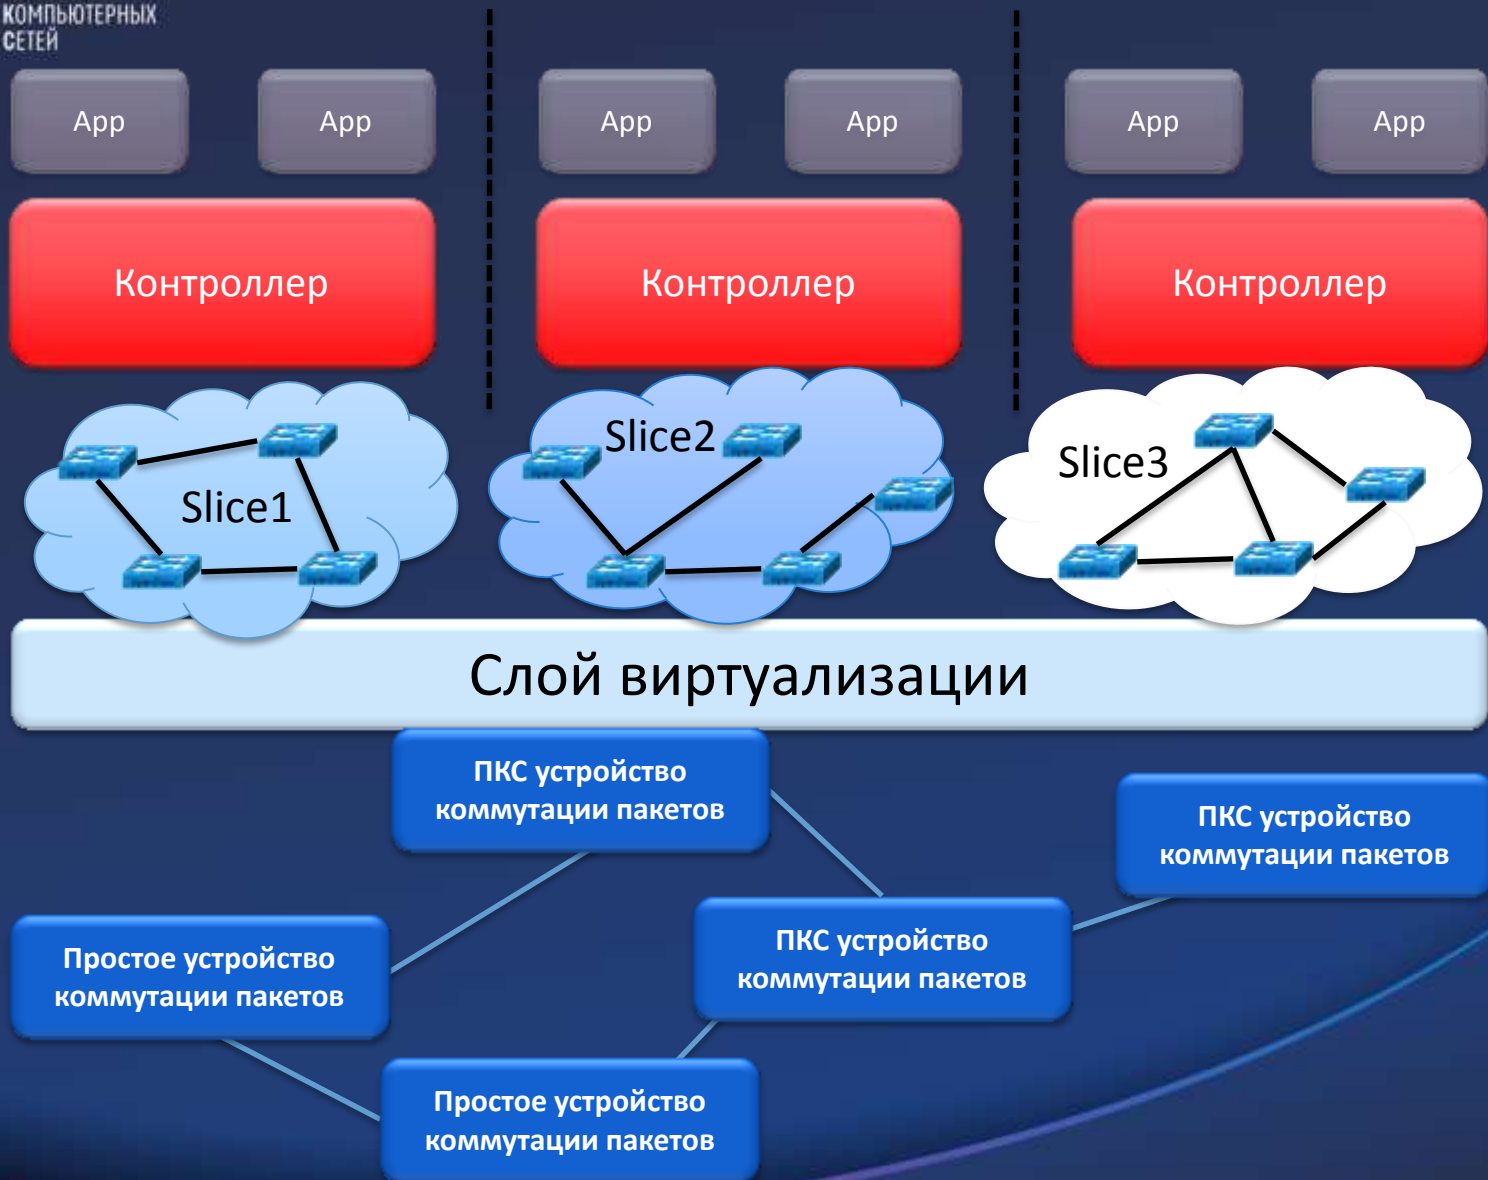 КОМПЬЮТЕРНЫХ
СЕТЕЙ
App
App
App
App
App
App
Контроллер
Контроллер
Контроллер
Slice1
Slice2
Slice3
Слой виртуализации
ПКС устройство
коммутации пакетов
ПКС устройство
коммутации пакетов
Простое устройство
коммутации пакетов
ПКС устройство
коммутации пакетов
Простое устройство
коммутации пакетов